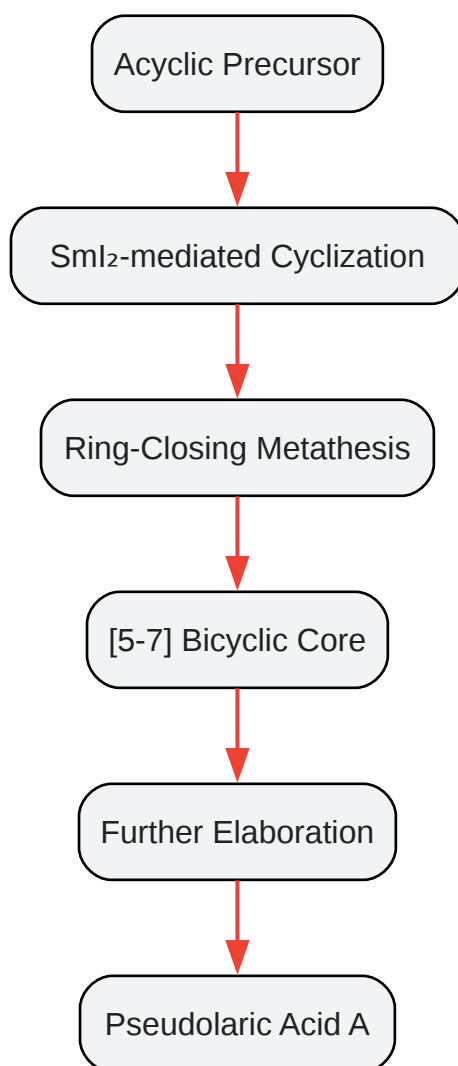 Acyclic Precursor
SmI₂-mediated Cyclization
Ring-Closing Metathesis
[5-7] Bicyclic Core
Further Elaboration
Pseudolaric Acid A